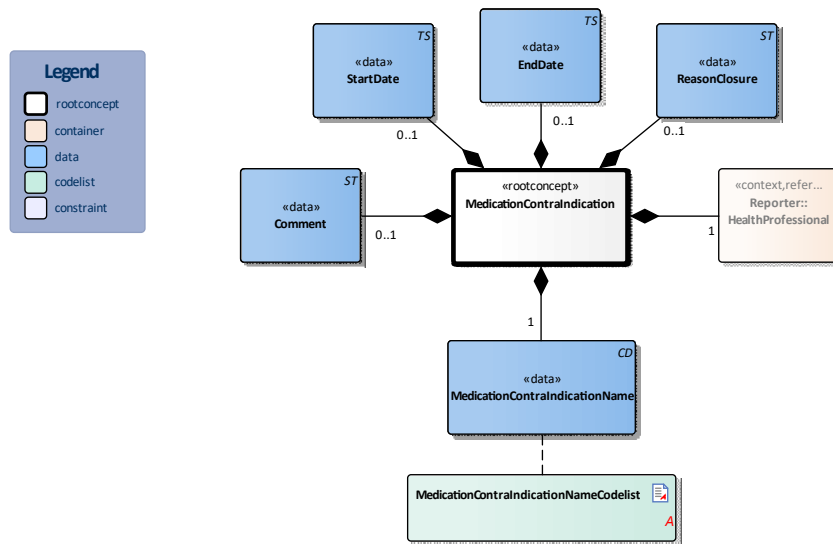 Legend
rootconcept
container
data
codelist
constraint
TS
«data»
StartDate
0..1
TS
«data»
EndDate
0..1
ST
«data»
ReasonClosure
0..1
ST
«data»
Comment
0..1
«rootconcept»
MedicationContraIndication
«context,refer...
Reporter::
HealthProfessional
1
1
CD
«data»
MedicationContraIndicationName
MedicationContraIndicationNameCodelist
A